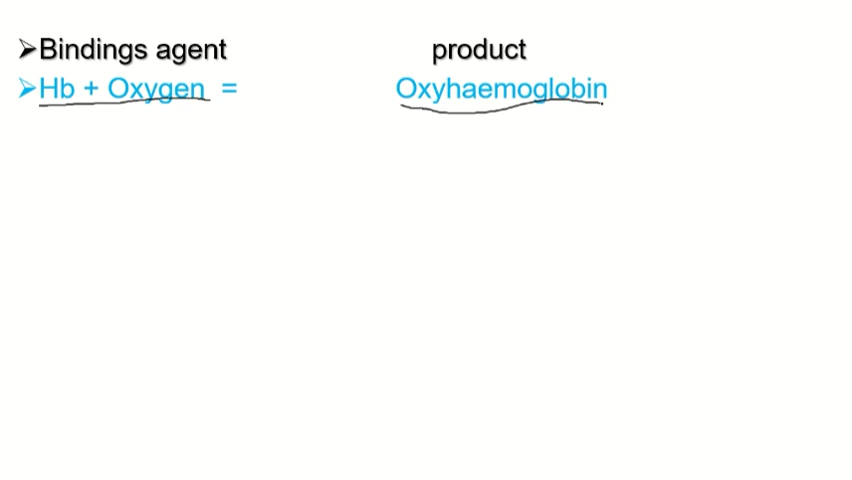 ➢Bindings agent product
➢Hb + Oxygen = Oxyhaemoglobin